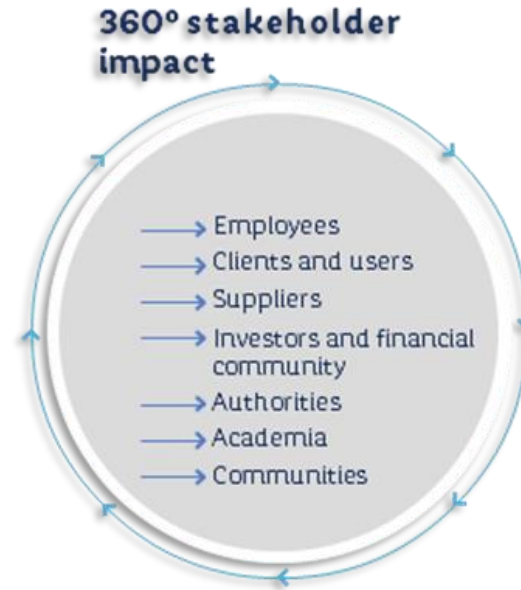 360º stakeholder
impact
Employees
Clients and users
Suppliers
Investors and financial
community
Authorities
Academia
Communities